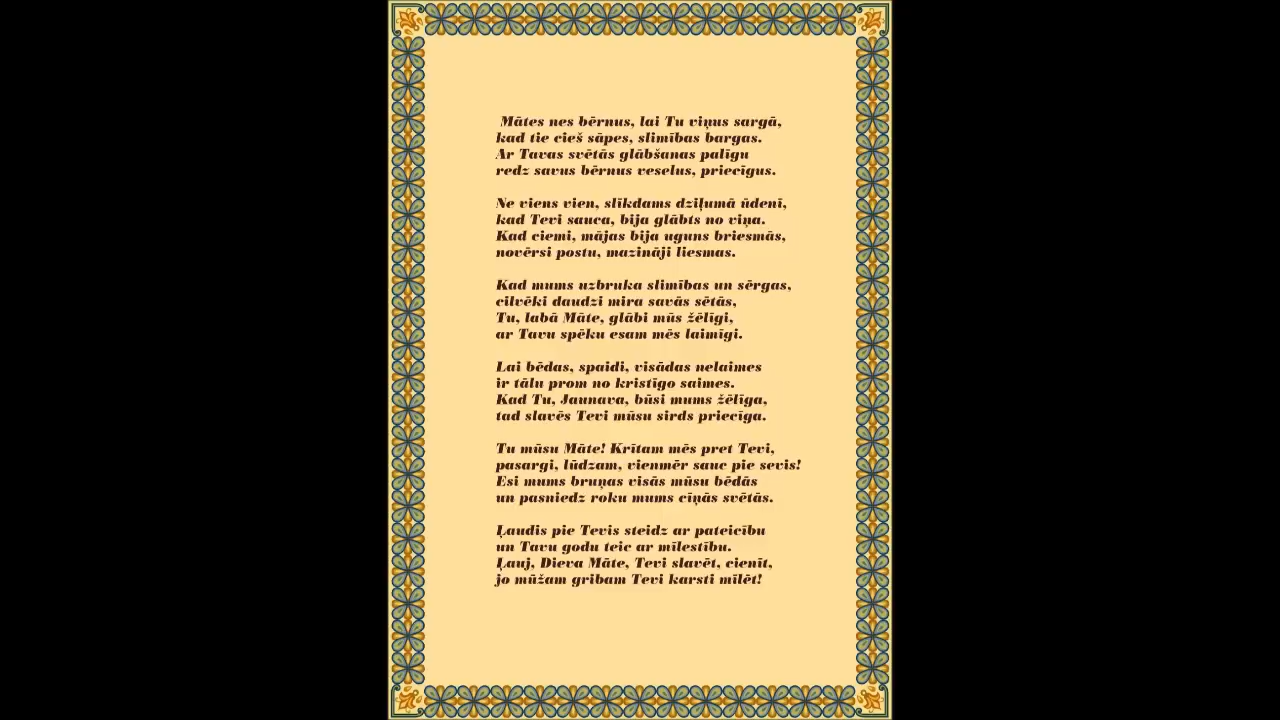 Mātes nes bērnus, lai Tu viņus sargā,
kad tie cieš sāpes, slimības bargas.
Ar Tavas svētās glābšanas palīgu
redz savus bērnus veselus, priecīgus.
Ne viens vien, slīkdams dziļumā ūdenī,
kad Tevi sauca, bija glābts no viņa.
Kad ciemi, mājas bija uguns briesmās,
novērsi postu, mazināji liesmas.
Kad mums uzbruka slimības un sērgas,
cilvēki daudzi mira savās sētās,
Tu, labā Māte, glābi mūs žēlīgi,
ar Tavu spēku esam mēs laimīgi.
Lai bēdas, spaidi, visādas nelaimes
ir tālu prom no kristīgo saimes.
Kad Tu, Jaunava, būsi mums žēlīga,
tad slavēs Tevi mūsu sirds priecīga.
Tu mūsu Māte! Krītam mēs pret Tevi,
pasargi, lūdzam, vienmēr sauc pie sevis!
Esi mums bruņas visās mūsu bēdās
un pasniedz roku mums cīņās svētās.
Ļaudis pie Tevis steidz ar pateicību
un Tavu godu teic ar mīlestību.
Ļauj, Dieva Māte, Tevi slavēt, cienīt,
jo mūžam gribam Tevi karsti mīlēt!